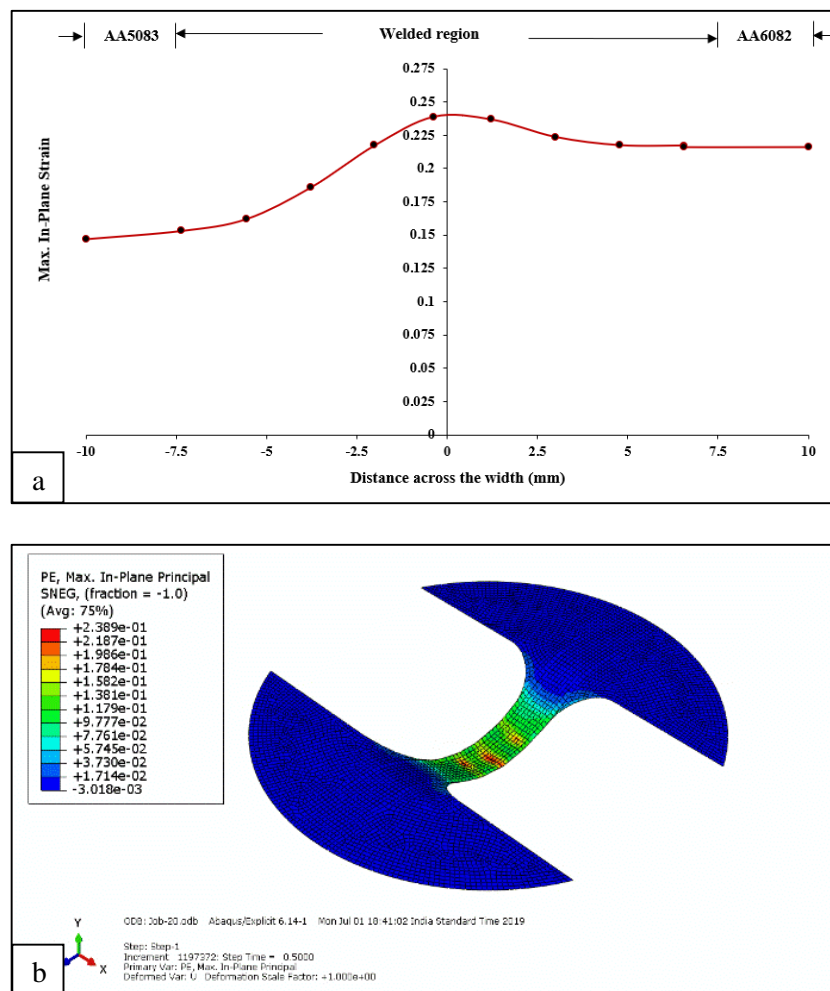 AA5083 Welded region AA6082
0.275
0.25
0.225
0.2
0.175
0.15
0.125
0.1
0.075
0.05
0.025
0
Max. In-Plane Strain
-10 -7.5 -5 -2.5 0 2.5 5 7.5 10
Distance across the width (mm)
a
PE, Max. In-Plane Principal
SNEG, (fraction = -1.0)
(Avg: 75%)
+2.389e-01
+2.187e-01
+1.986e-01
+1.784e-01
+1.582e-01
+1.381e-01
+1.179e-01
+9.777e-02
+7.761e-02
+5.745e-02
+3.730e-02
+1.714e-02
-3.018e-03
ODB: Job-20.odb Abaqus/Explicit 6.14-1 Mon Jul 01 18:41:02 India Standard Time 2019
Y
X
Step: Step-1
Increment 1197372: Step Time = 0.5000
Primary Var: PE, Max. In-Plane Principal
Deformed Var: U Deformation Scale Factor: +1.000e+00
b